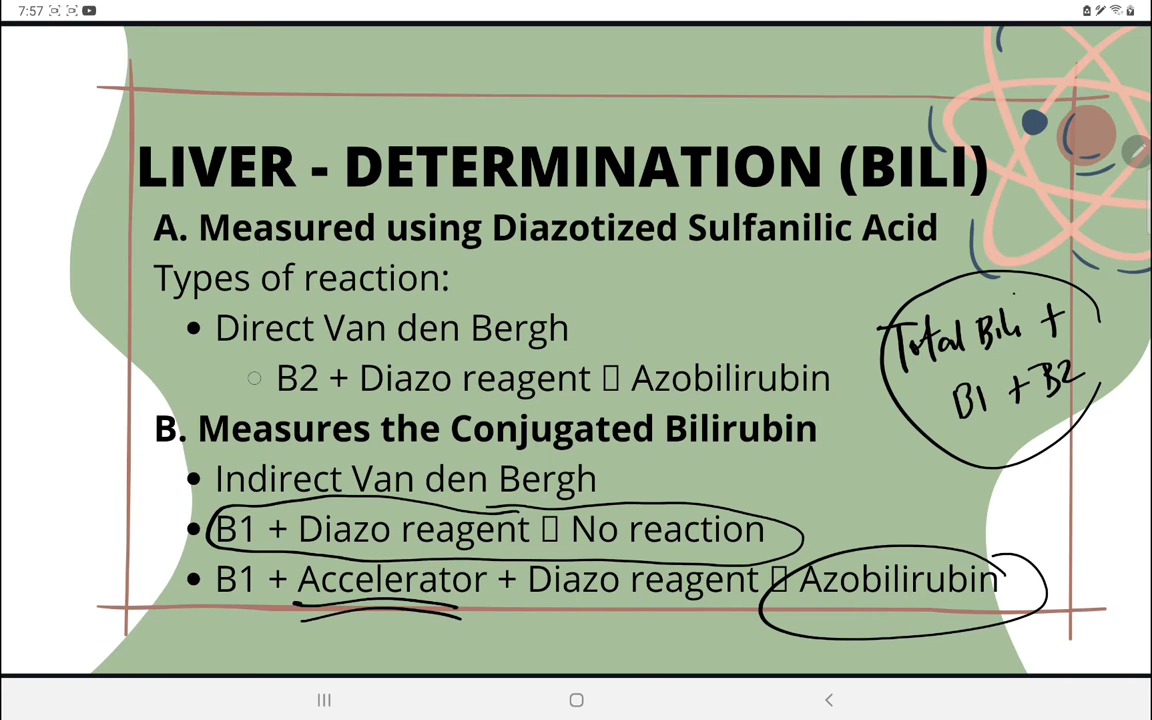 7:57
LIVER - DETERMINATION (BILI)
A. Measured using Diazotized Sulfanilic Acid
Types of reaction:
• Direct Van den Bergh
○ B2 + Diazo reagent ▯ Azobilirubin
Total Bili +
B1 + B2
B. Measures the Conjugated Bilirubin
• Indirect Van den Bergh
• B1 + Diazo reagent ▯ No reaction
• B1 + Accelerator + Diazo reagent ▯ Azobilirubin